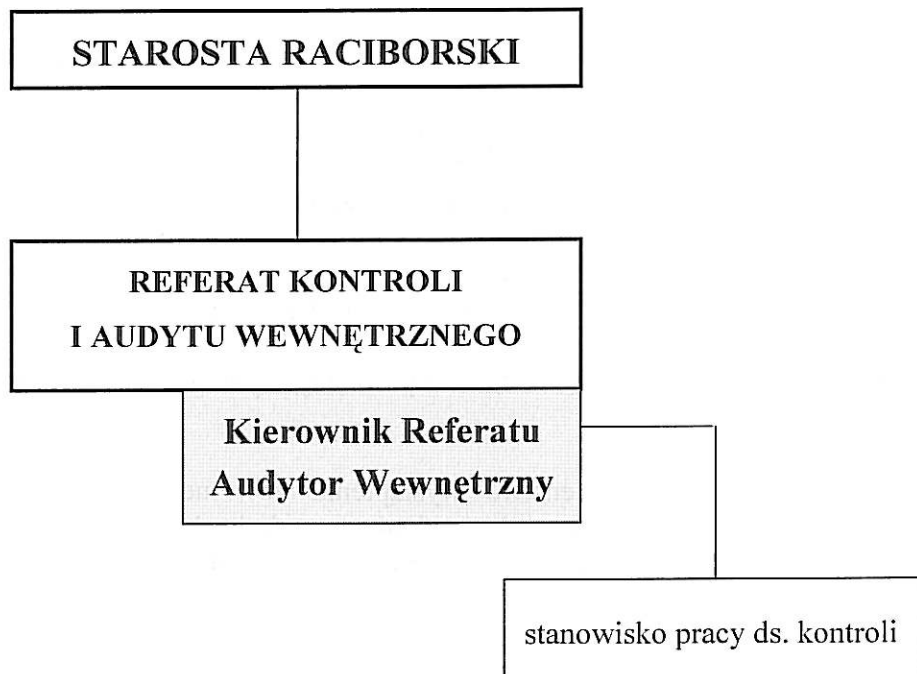 STAROSTA RACIBORSKI
REFERAT KONTROLI
I AUDYTU WEWNĘTRZNEGO
Kierownik Referatu
Audytor Wewnętrzny
stanowisko pracy ds. kontroli